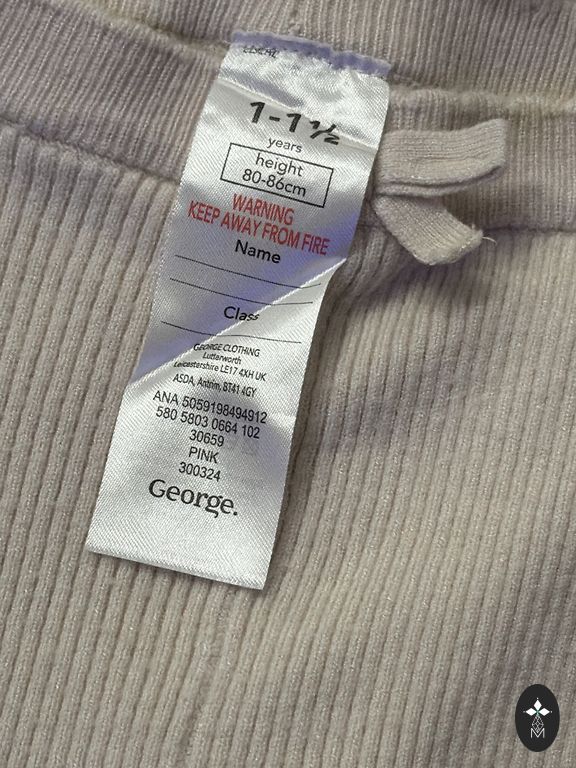 1-1½
years
height
80-86cm
WARNING
KEEP AWAY FROM FIRE
Name
Class
GEORGE CLOTHING
Lutterworth
Leicestershire LE17 4XH UK
ASDA, Antrim, BT41 4GY
ANA 5059198494912
580 5803 0664 102
30659
PINK
300324
George.
M